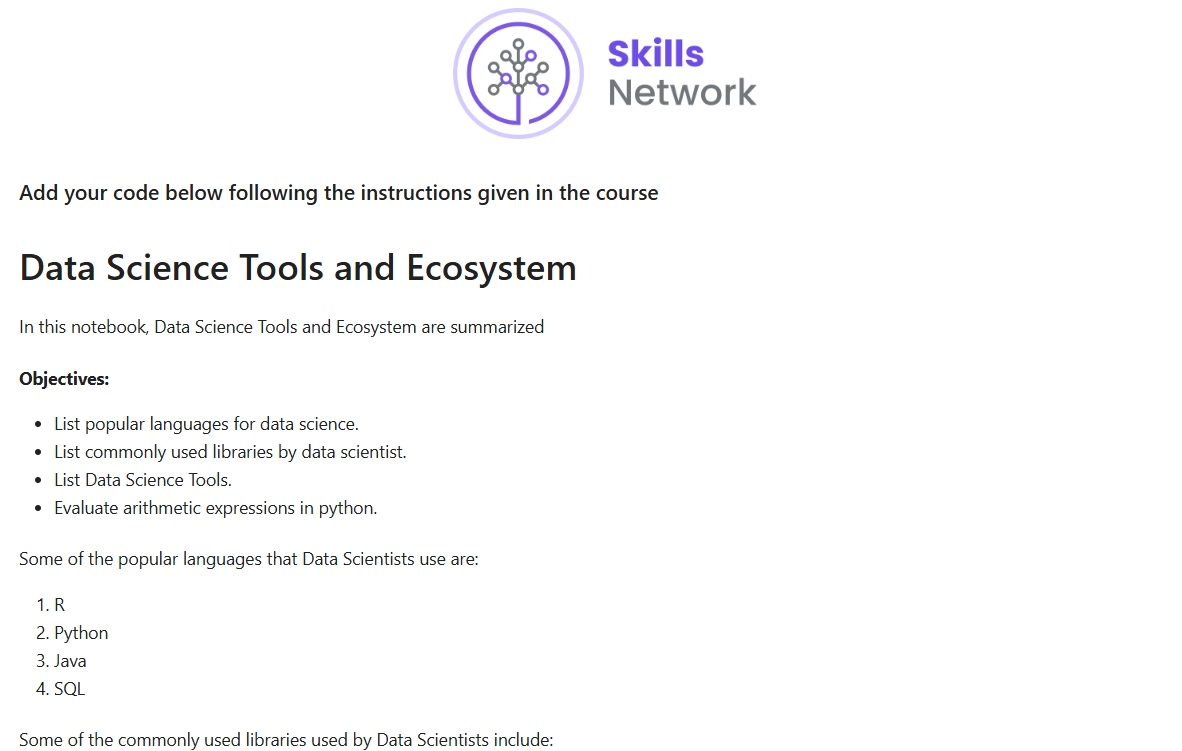 Skills
Network
Add your code below following the instructions given in the course
Data Science Tools and Ecosystem
In this notebook, Data Science Tools and Ecosystem are summarized
Objectives:
• List popular languages for data science.
• List commonly used libraries by data scientist.
• List Data Science Tools.
• Evaluate arithmetic expressions in python.
Some of the popular languages that Data Scientists use are:
1. R
2. Python
3. Java
4. SQL
Some of the commonly used libraries used by Data Scientists include: